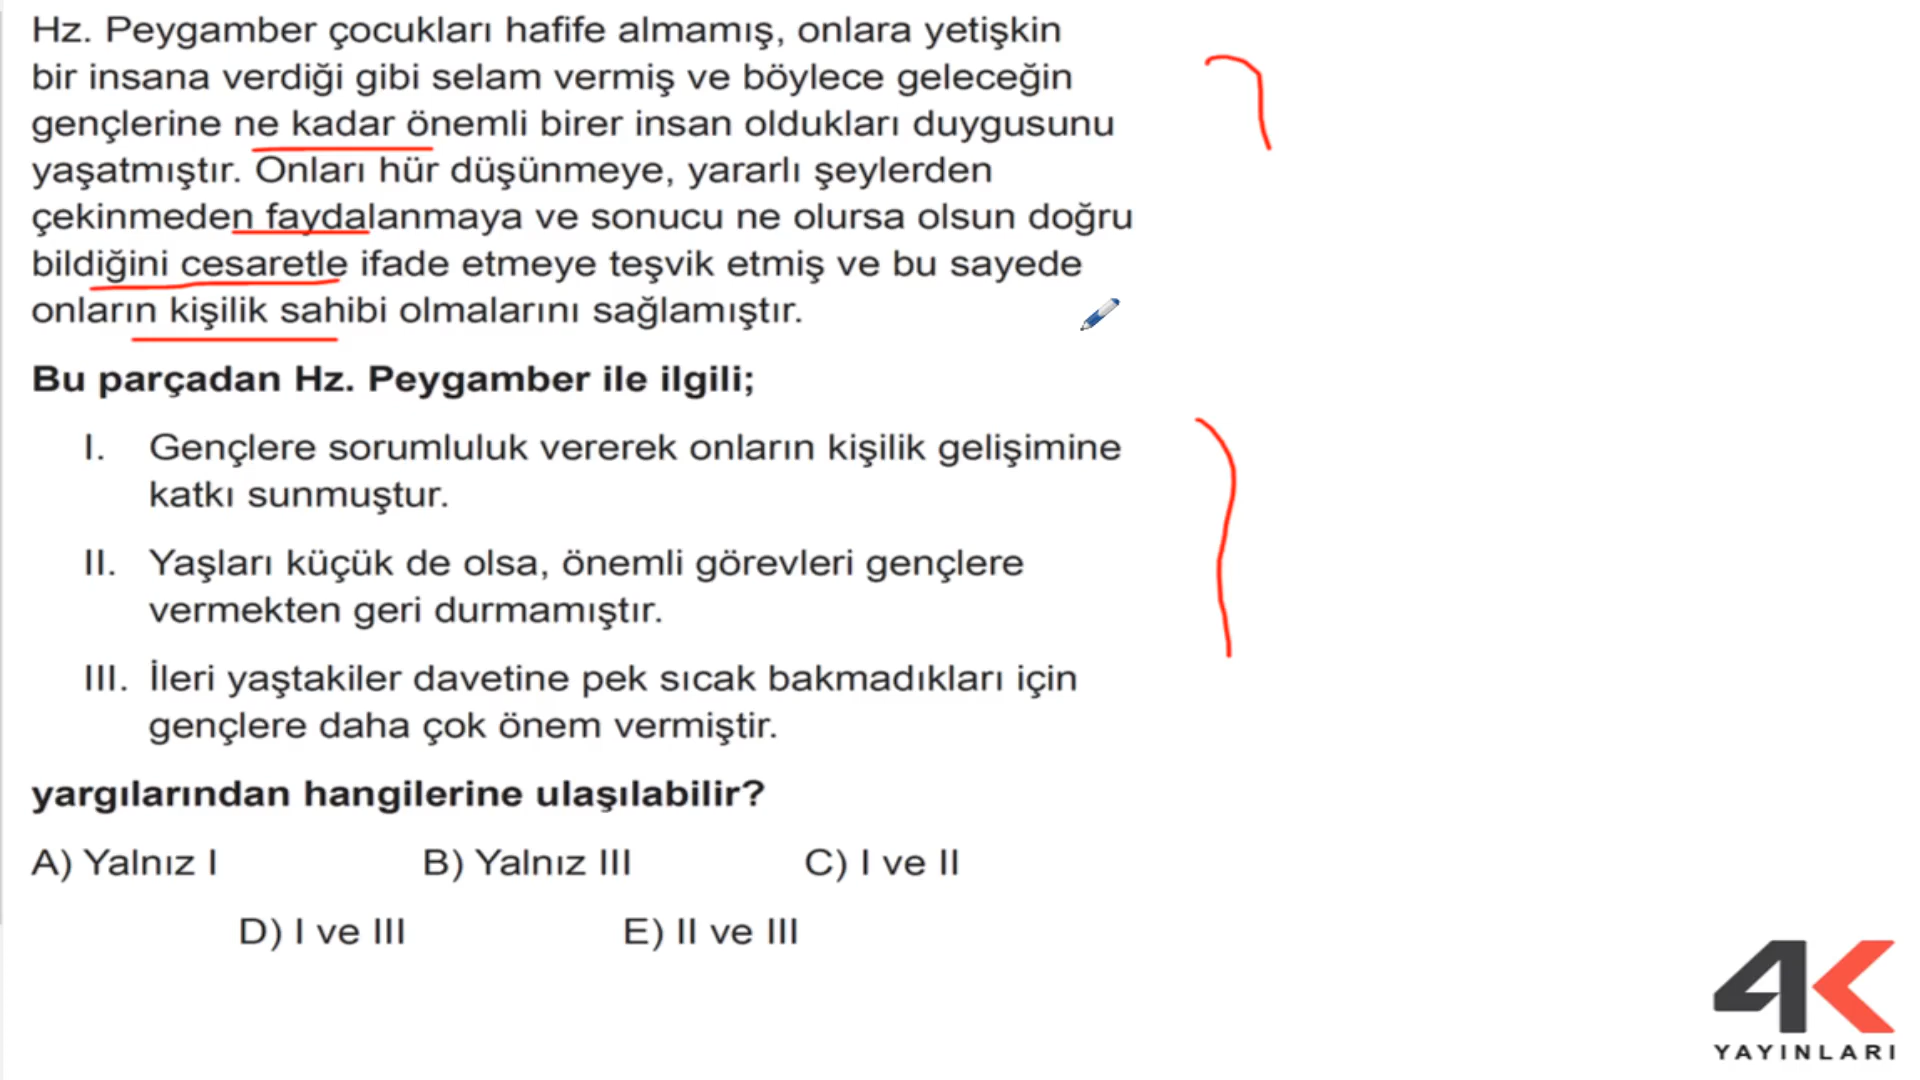 Hz. Peygamber çocukları hafife almamış, onlara yetişkin
bir insana verdiği gibi selam vermiş ve böylece geleceğin
gençlerine ne kadar önemli birer insan oldukları duygusunu
yaşatmıştır. Onları hür düşünmeye, yararlı şeylerden
çekinmeden faydalanmaya ve sonucu ne olursa olsun doğru
bildiğini cesaretle ifade etmeye teşvik etmiş ve bu sayede
onların kişilik sahibi olmalarını sağlamıştır.
Bu parçadan Hz. Peygamber ile ilgili;
I. Gençlere sorumluluk vererek onların kişilik gelişimine
katkı sunmuştur.
II. Yaşları küçük de olsa, önemli görevleri gençlere
vermekten geri durmamıştır.
III. İleri yaştakiler davetine pek sıcak bakmadıkları için
gençlere daha çok önem vermiştir.
yargılarından hangilerine ulaşılabilir?
A) Yalnız I B) Yalnız III C) I ve II
D) I ve III E) II ve III
4K
YAYINLARI